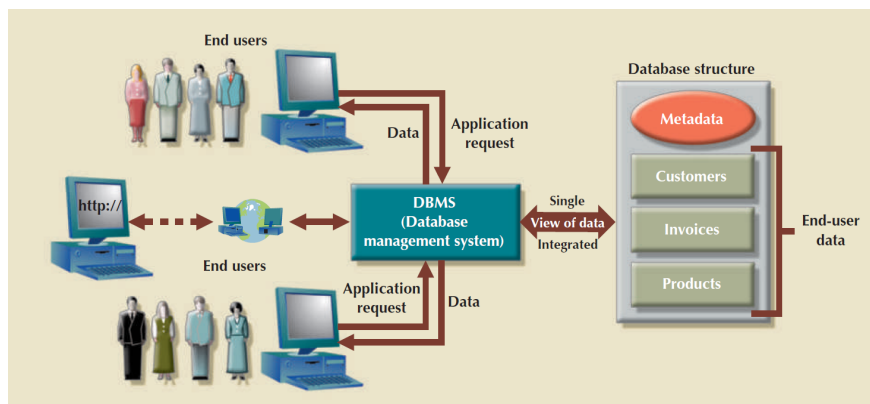 End users
Database structure
Metadata
Data
Application
request
Customers
http://
DBMS
(Database
management system)
Single
View of data
Integrated
Invoices
End-user
data
End users
Application
request
Data
Products